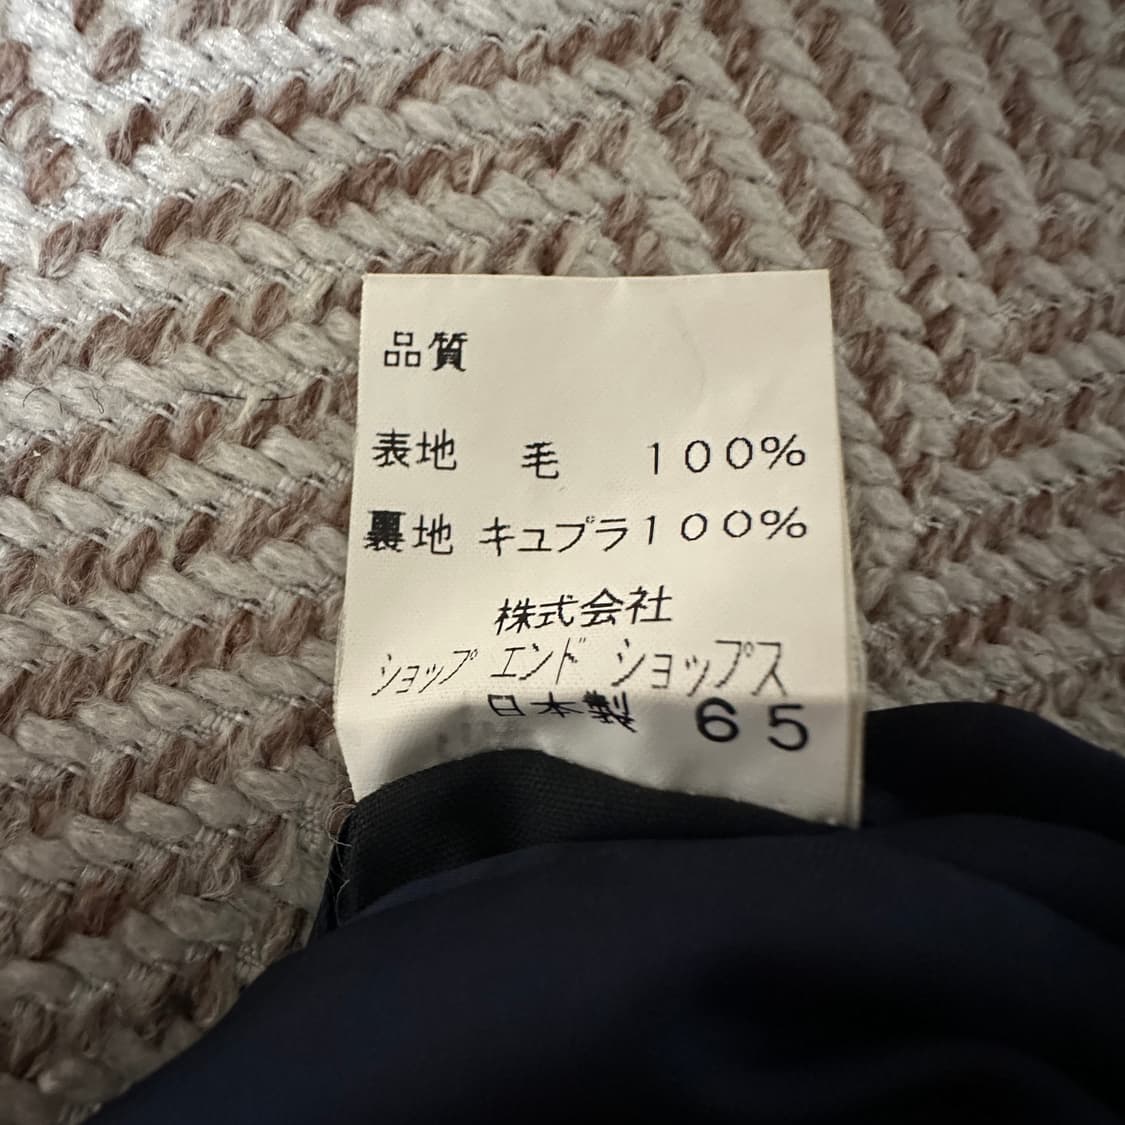 品質
表地 毛 100%
裏地 キュプラ100%
株式会社
ショップ エンド ショップス
日本製 65